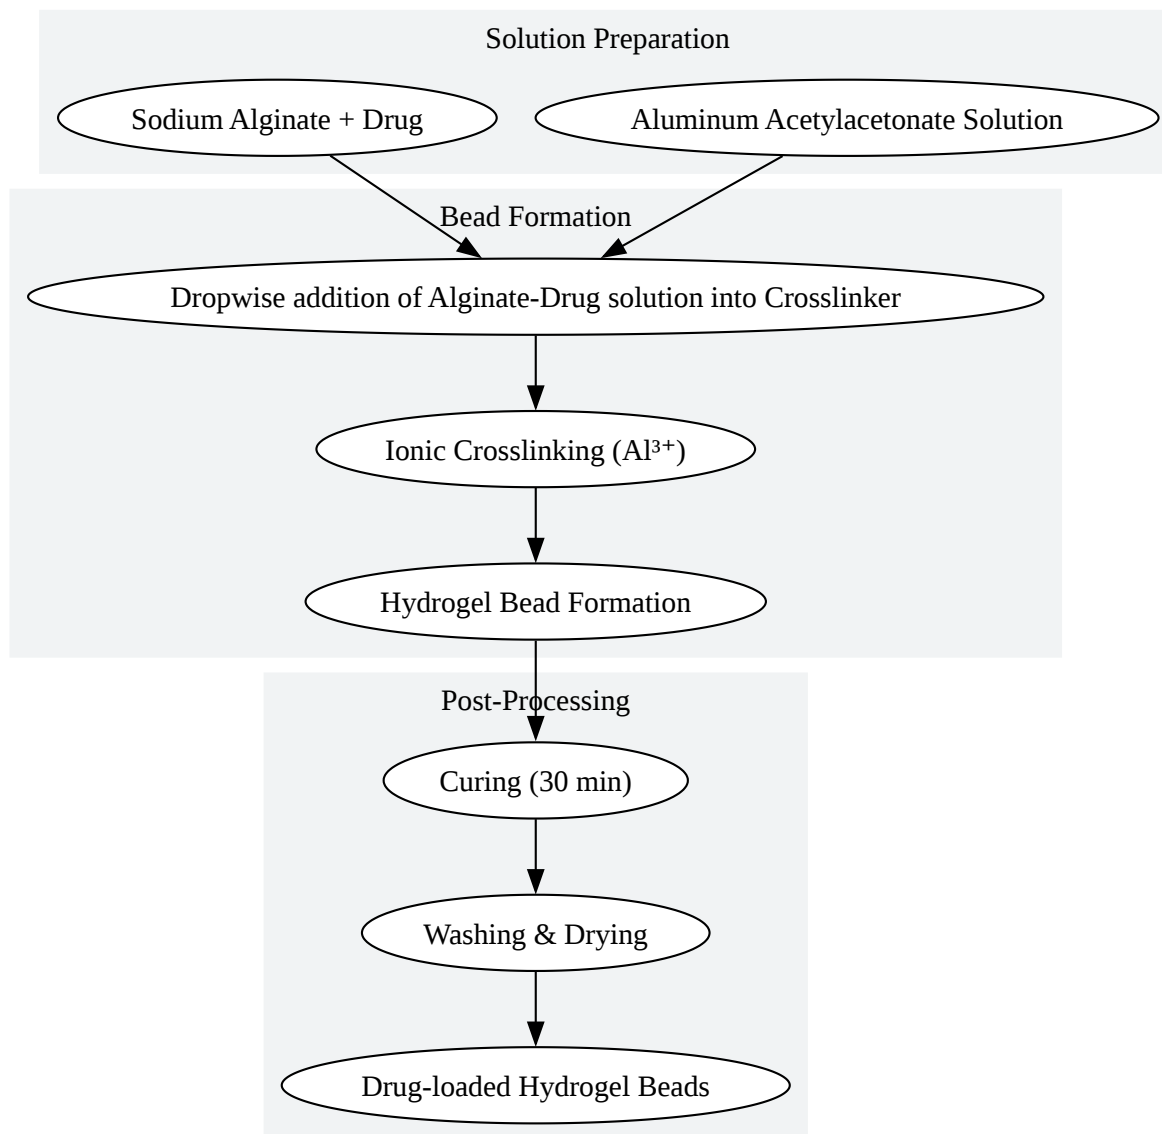 Solution Preparation
Sodium Alginate + Drug
Aluminum Acetylacetonate Solution
Bead Formation
Dropwise addition of Alginate-Drug solution into Crosslinker
Ionic Crosslinking (Al³⁺)
Hydrogel Bead Formation
Post-Processing
Curing (30 min)
Washing & Drying
Drug-loaded Hydrogel Beads